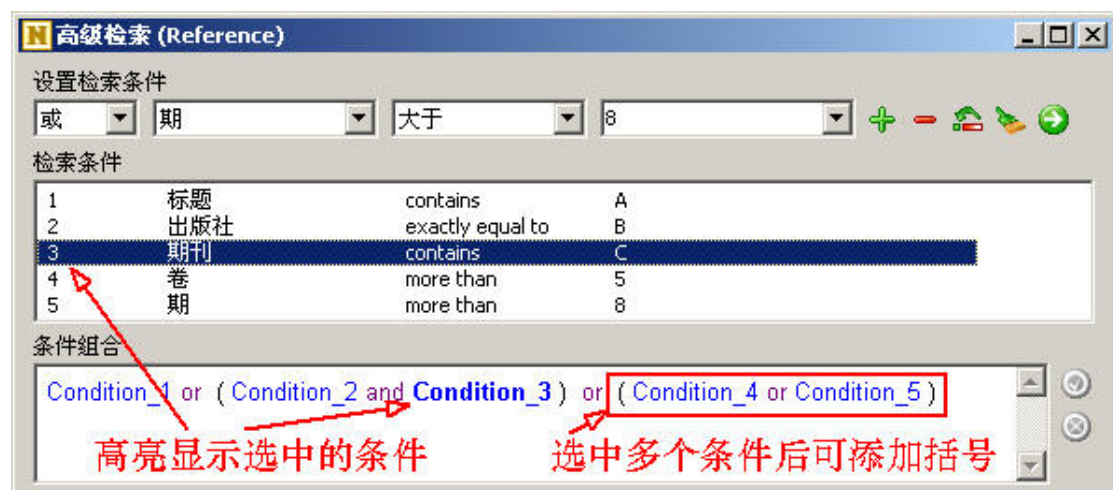 N 高级检索 (Reference)
设置检索条件
或 期 大于 8
检索条件
1 标题 contains A
2 出版社 exactly equal to B
3 期刊 contains C
4 卷 more than 5
5 期 more than 8
条件组合
Condition_1 or ( Condition_2 and Condition_3 ) or ( Condition_4 or Condition_5 )
高亮显示选中的条件 选中多个条件后可添加括号